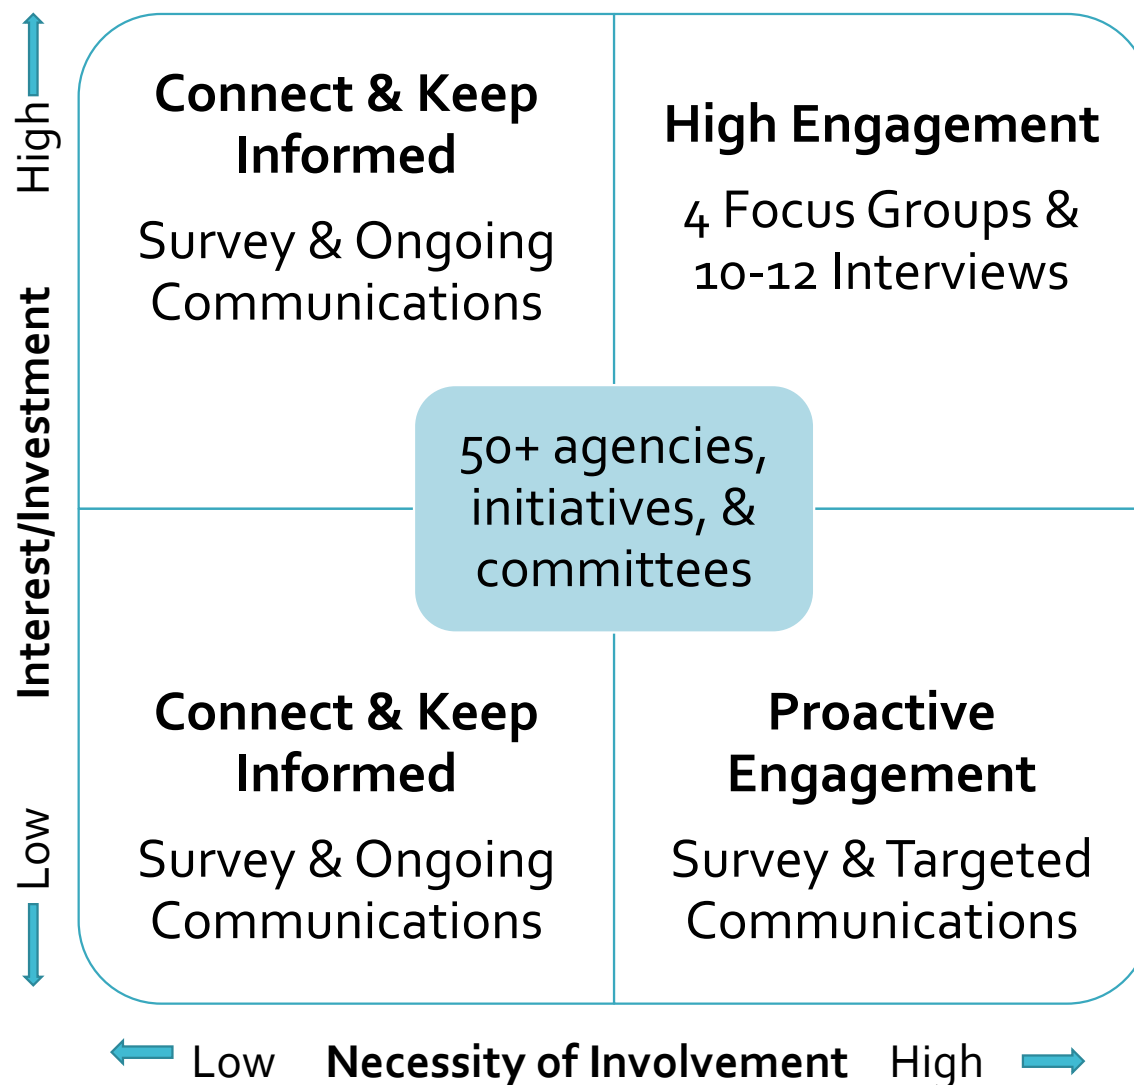 High
Interest/Investment
Low
Connect & Keep
Informed
Survey & Ongoing
Communications
High Engagement
4 Focus Groups &
10-12 Interviews
50+ agencies,
initiatives, &
committees
Connect & Keep
Informed
Survey & Ongoing
Communications
Proactive
Engagement
Survey & Targeted
Communications
Low Necessity of Involvement High